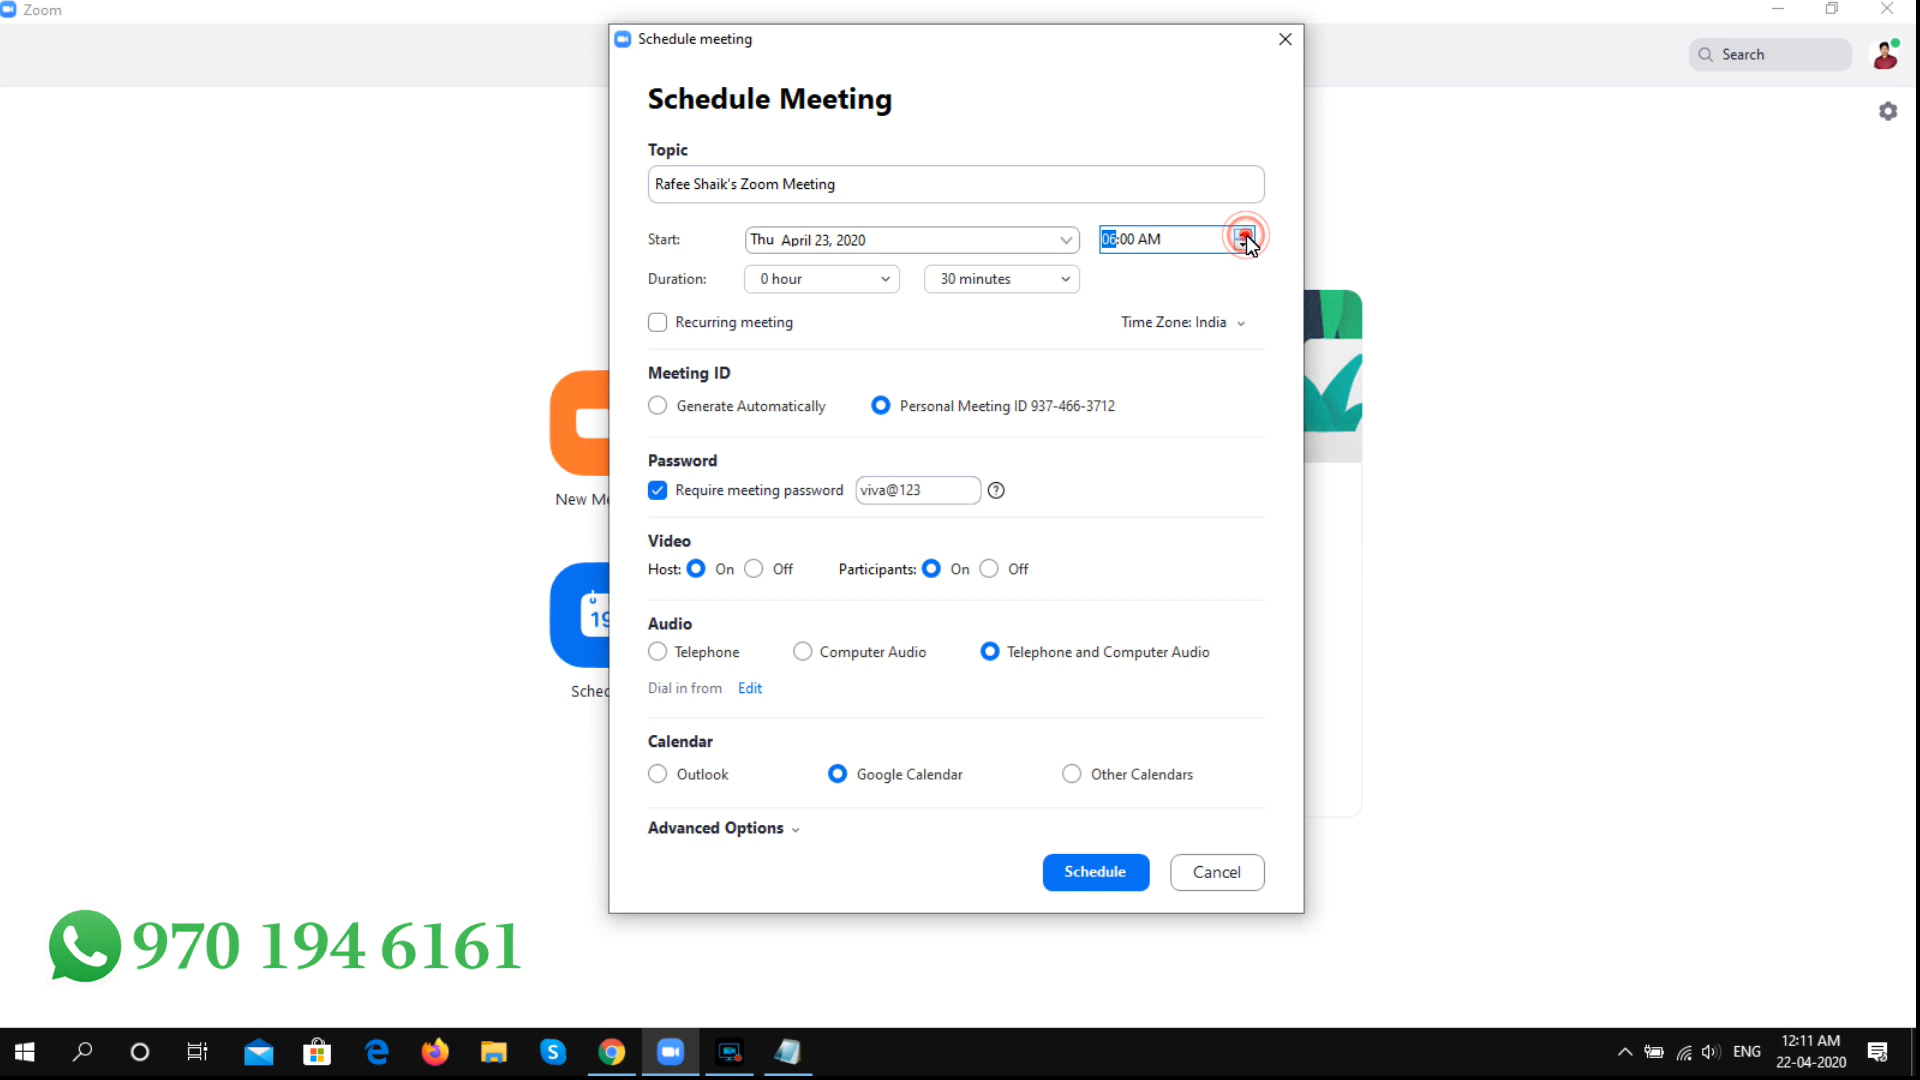 Zoom
Schedule meeting
Search
Schedule Meeting
Topic
Rafee Shaik's Zoom Meeting
Start: Thu April 23, 2020 06:00 AM
Duration: 0 hour 30 minutes
Recurring meeting Time Zone: India
Meeting ID
Generate Automatically Personal Meeting ID 937-466-3712
Password
Require meeting password viva@123 ?
New Me
Video
Host: On Off Participants: On Off
19
Audio
Telephone Computer Audio Telephone and Computer Audio
Dial in from Edit
Sched
Calendar
Outlook Google Calendar Other Calendars
Advanced Options
Schedule Cancel
970 194 6161
ENG 12:11 AM
22-04-2020